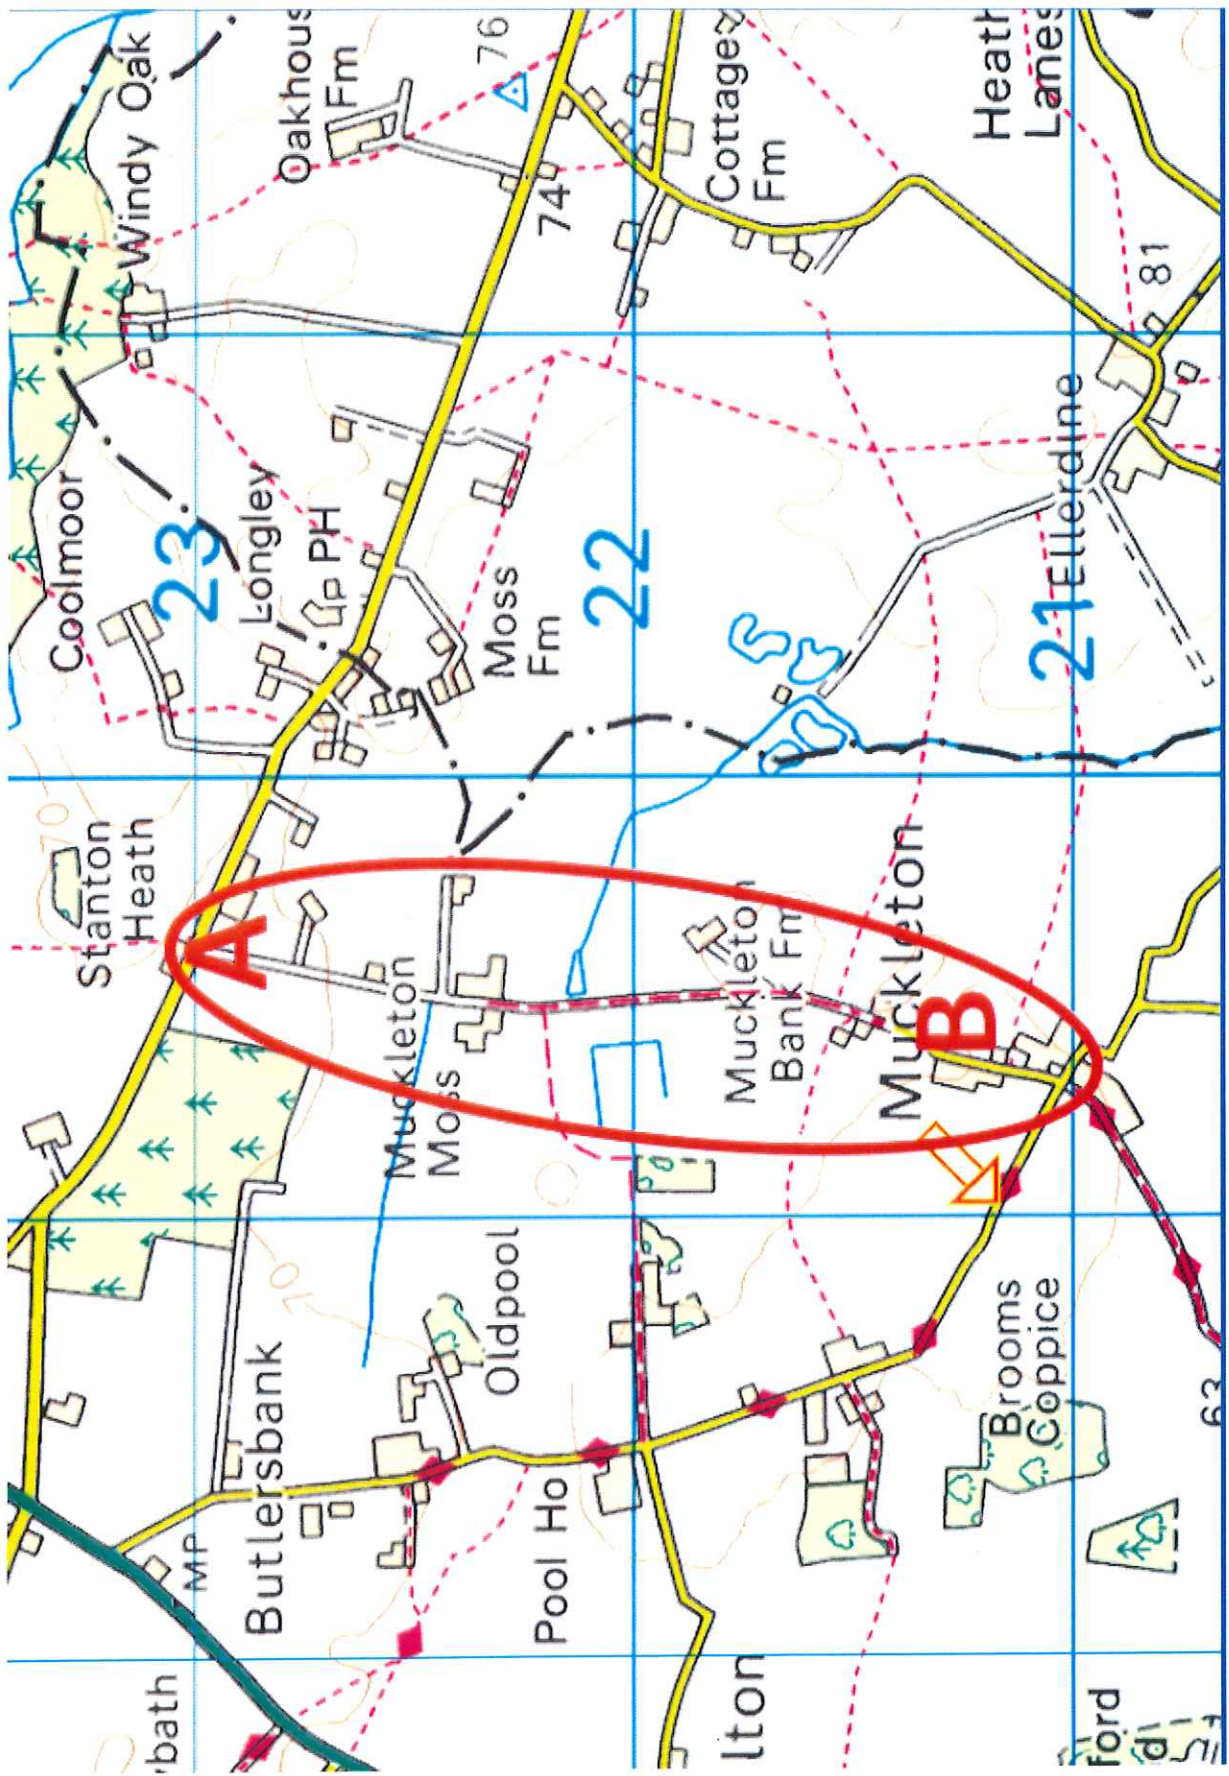 Windy Oak
Oakhous
Fm
76
74
Cottage
Fm
Heath
Lanes
81
Coolmoor
23
Longley
PH
Moss
Fm
22
21
Ellerdine
70
Stanton
Heath
A
Muckleton
Moss
Muckleton
Bank Fm
Muckleton
B
70
Oldpool
Butlersbank
MP
Pool Ho
Brooms
Coppice
63
bath
lton
ford
d